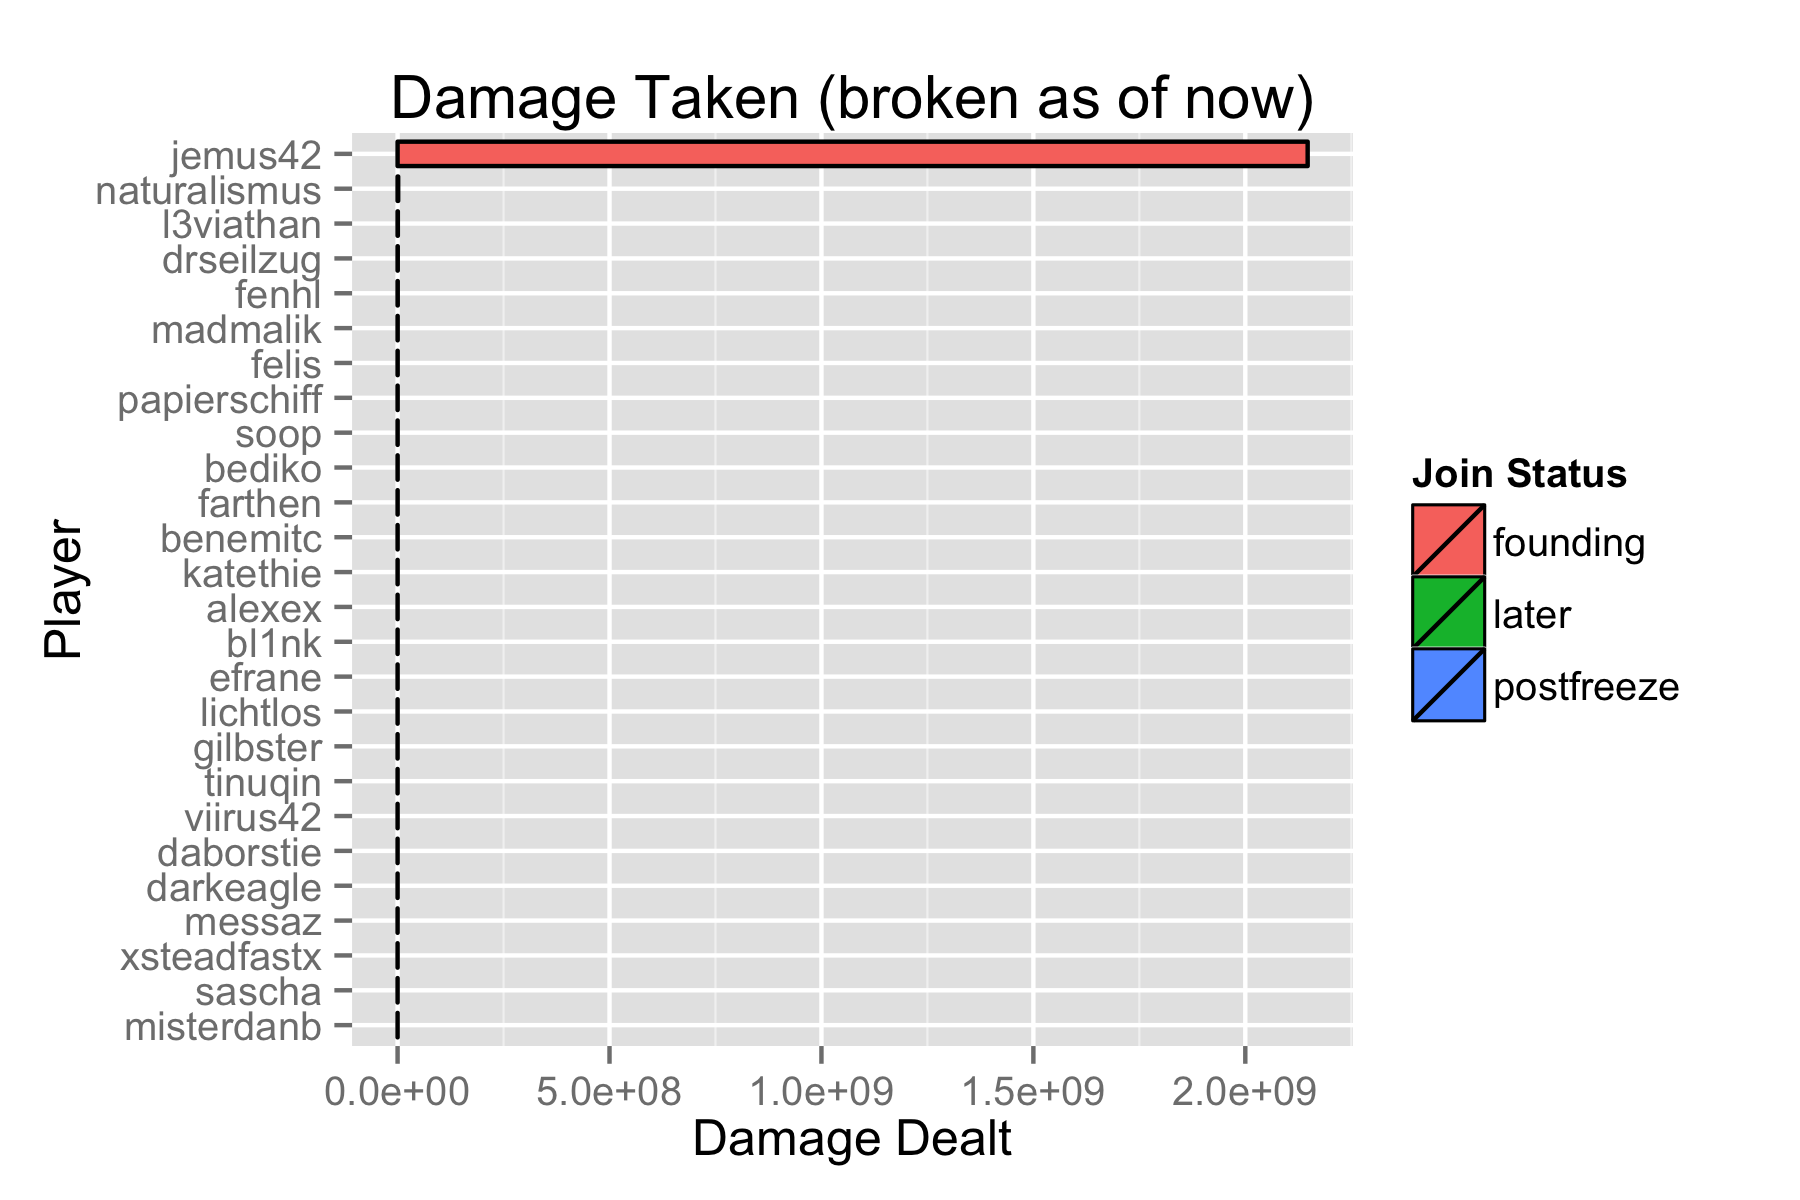 Damage Taken (broken as of now)
jemus42
naturalismus
l3viathan
drseilzug
fenhl
madmalik
felis
papierschiff
soop
bediko
farthen
benemitc
katethie
alexex
bl1nk
efrane
lichtlos
gilbster
tinuqin
viirus42
daborstie
darkeagle
messaz
xsteadfastx
sascha
misterdanb
Player
0.0e+00 5.0e+08 1.0e+09 1.5e+09 2.0e+09
Damage Dealt
Join Status
founding
later
postfreeze